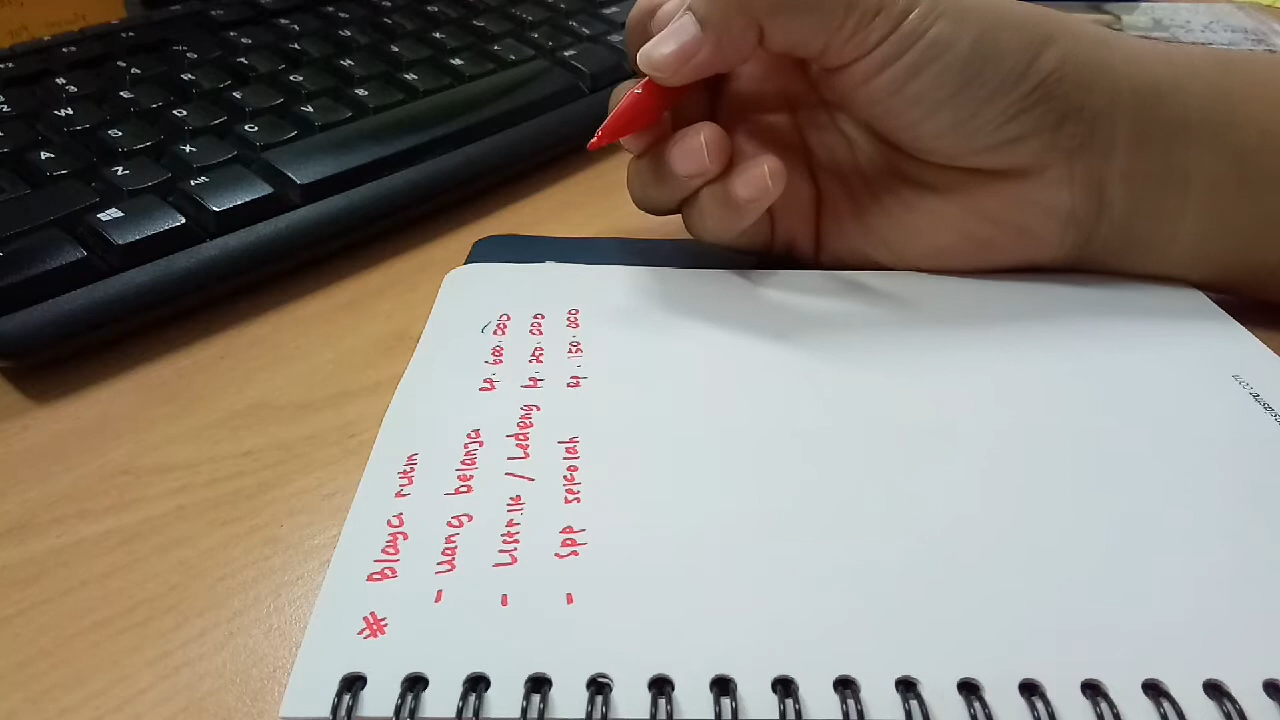 * Biaya rutin
- Uang belanja Rp. 600.000
- Listrik / Ledeng Rp. 250.000
- Spp sekolah Rp. 150.000